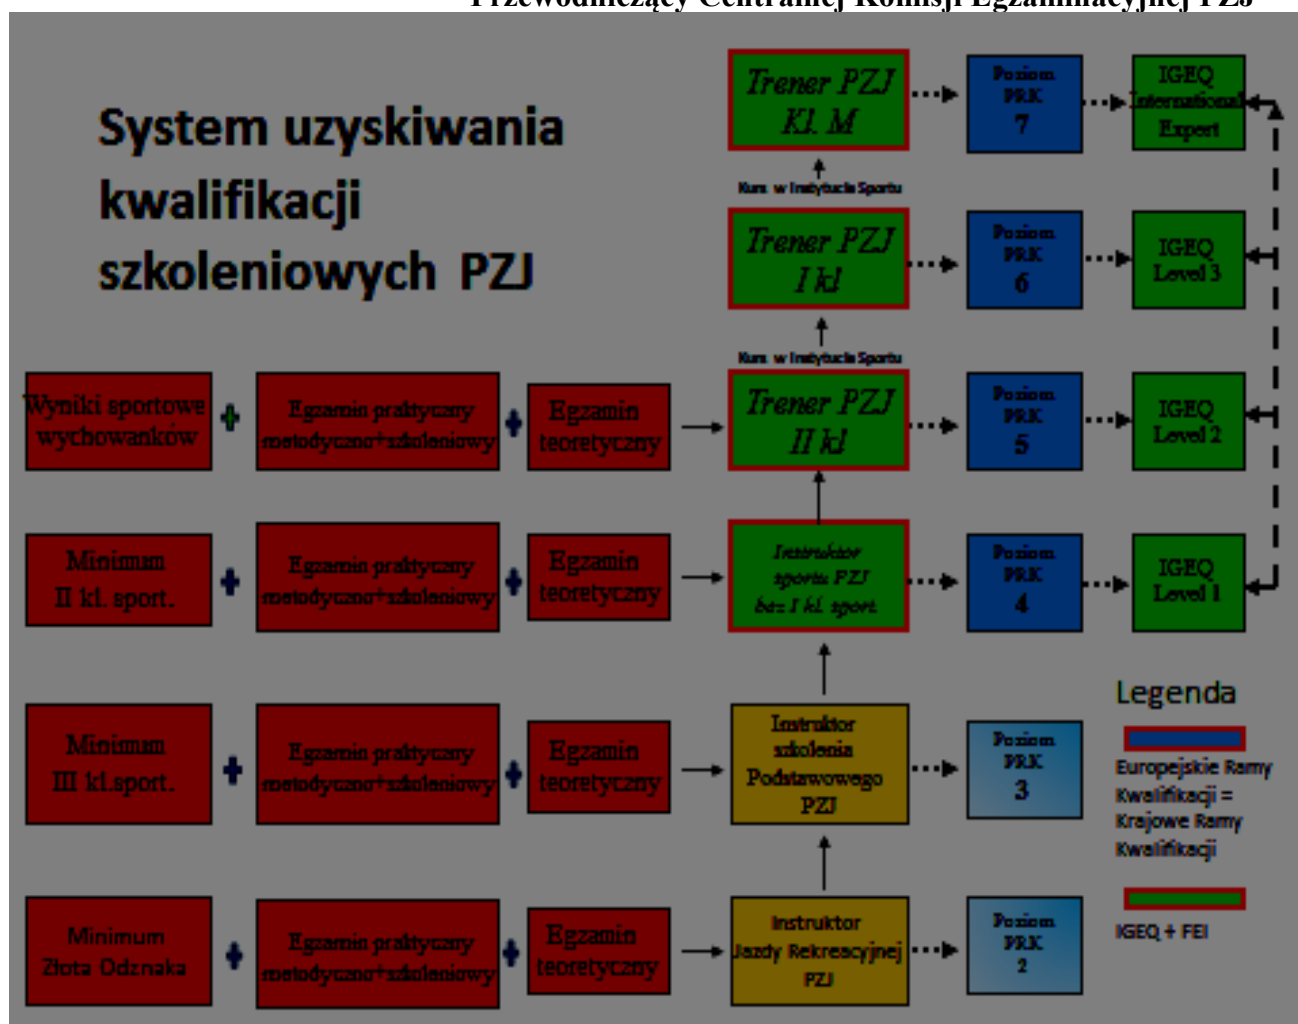 Przewodniczący Centralnej Komisji Egzaminacyjnej PZJ
System uzyskiwania
kwalifikacji
szkoleniowych PZJ
Trener PZJ
Kl. M
Poziom
PRK
7
IGEQ
International
Expert
Kurs w Instytucie Sportu
Trener PZJ
I kl
Poziom
PRK
6
IGEQ
Level 3
Kurs w Instytucie Sportu
Wyniki sportowe
wychowanków
+
Egzamin praktyczny
metodyczno+szkoleniowy
+
Egzamin
teoretyczny
Trener PZJ
II kl
Poziom
PRK
5
IGEQ
Level 2
Minimum
II kl. sport.
+
Egzamin praktyczny
metodyczno+szkoleniowy
+
Egzamin
teoretyczny
Instruktor
sportu PZJ
bez I kl. sport.
Poziom
PRK
4
IGEQ
Level 1
Minimum
III kl.sport.
+
Egzamin praktyczny
metodyczno+szkoleniowy
+
Egzamin
teoretyczny
Instruktor
szkolenia
Podstawowego
PZJ
Poziom
PRK
3
Minimum
Złota Odznaka
+
Egzamin praktyczny
metodyczno+szkoleniowy
+
Egzamin
teoretyczny
Instruktor
Jazdy Rekreacyjnej
PZJ
Poziom
PRK
2
Legenda
Europejskie Ramy
Kwalifikacji =
Krajowe Ramy
Kwalifikacji
IGEQ + FEI